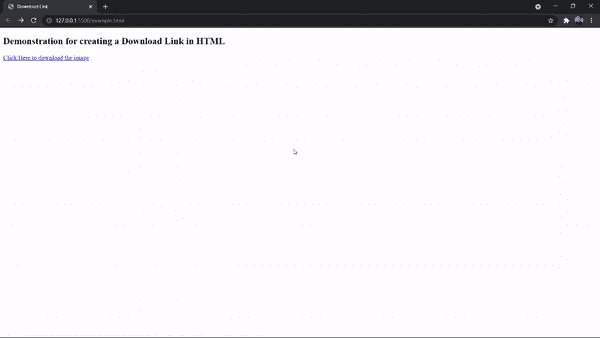 Download Link
127.0.0.1:5500/example.html
Demonstration for creating a Download Link in HTML
Click Here to download the image